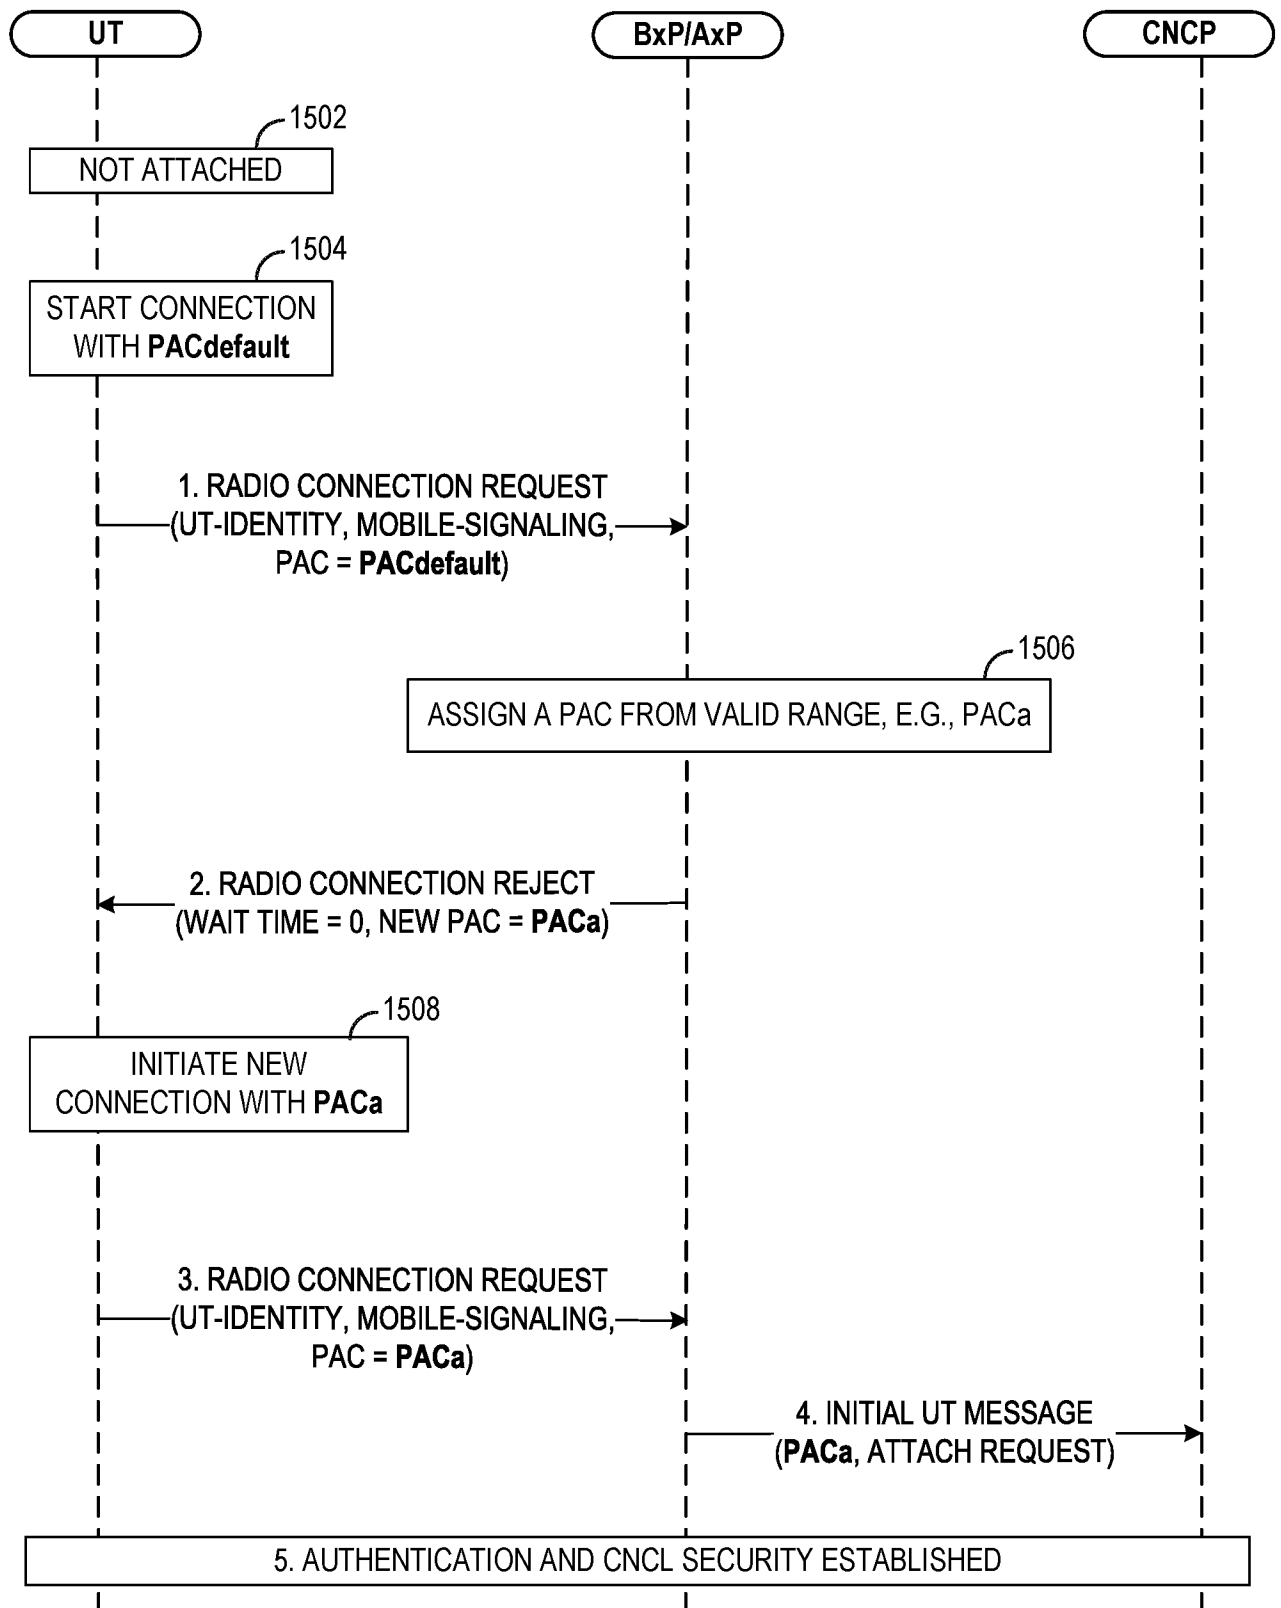 UT
BxP/AxP
CNCP
1502
NOT ATTACHED
1504
START CONNECTION
WITH PACdefault
1. RADIO CONNECTION REQUEST
(UT-IDENTITY, MOBILE-SIGNALING,
PAC = PACdefault)
1506
ASSIGN A PAC FROM VALID RANGE, E.G., PACa
2. RADIO CONNECTION REJECT
(WAIT TIME = 0, NEW PAC = PACa)
1508
INITIATE NEW
CONNECTION WITH PACa
3. RADIO CONNECTION REQUEST
(UT-IDENTITY, MOBILE-SIGNALING,
PAC = PACa)
4. INITIAL UT MESSAGE
(PACa, ATTACH REQUEST)
5. AUTHENTICATION AND CNCL SECURITY ESTABLISHED